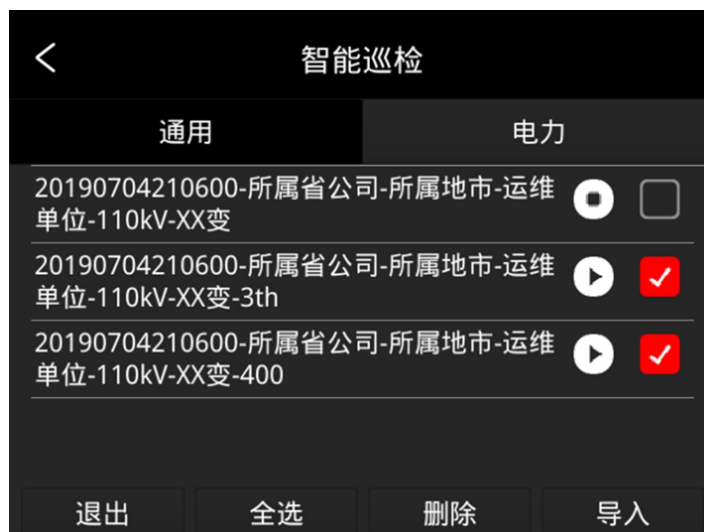 智能巡检
通用 电力
20190704210600-所属省公司-所属地市-运维
单位-110kV-XX变
20190704210600-所属省公司-所属地市-运维
单位-110kV-XX变-3th
20190704210600-所属省公司-所属地市-运维
单位-110kV-XX变-400
退出 全选 删除 导入